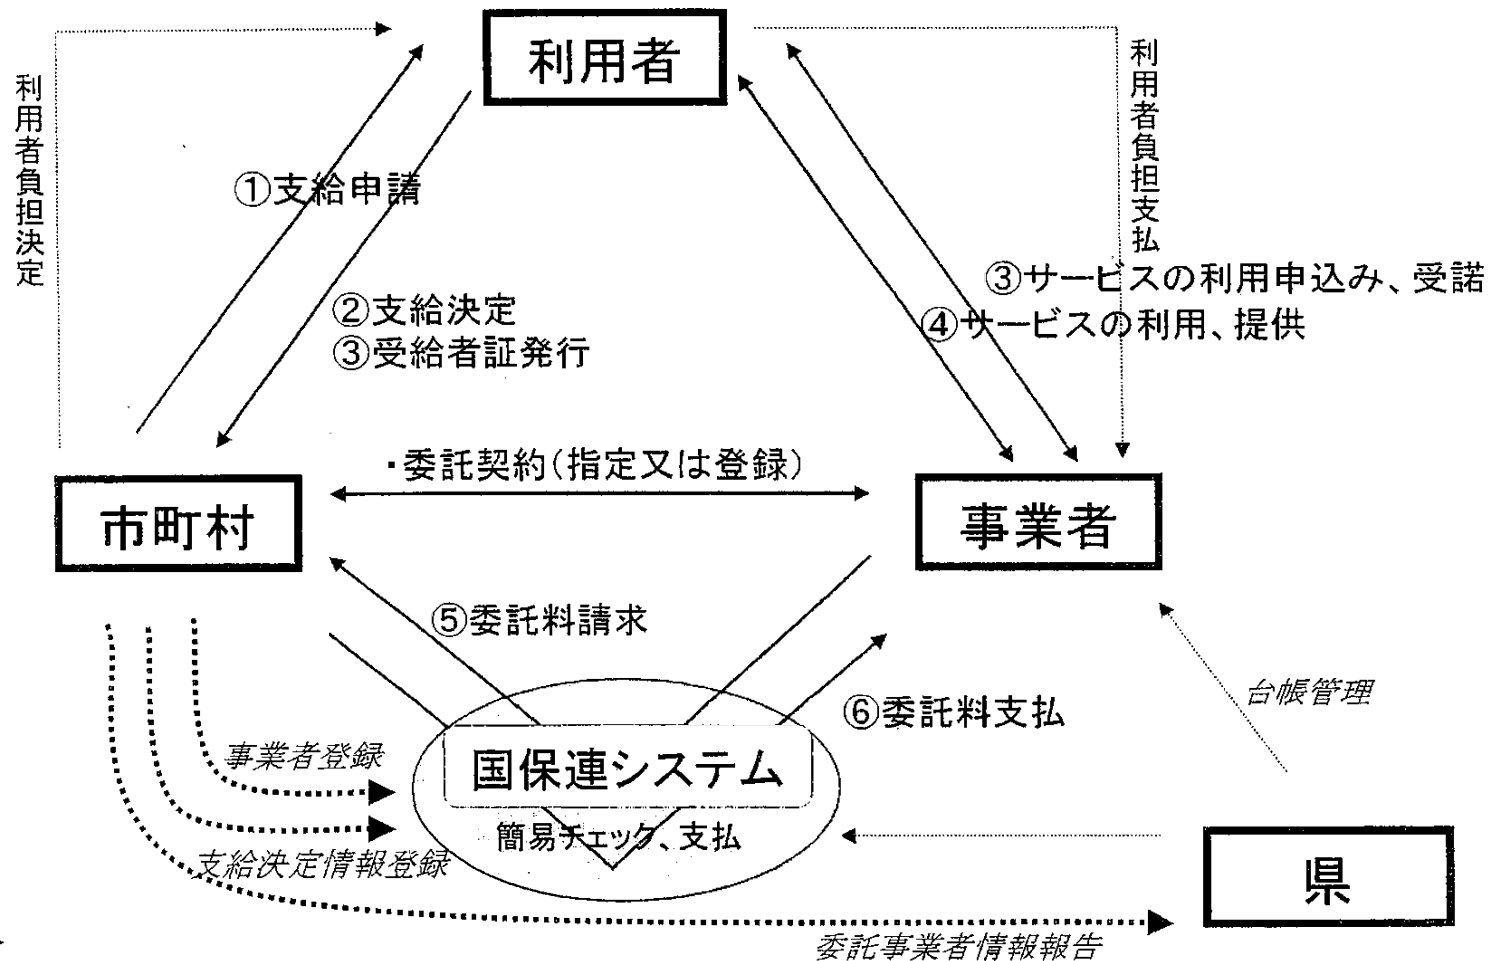 利用者
利用者負担決定
利用者負担支払
①支給申請
②支給決定
③受給者証発行
③サービスの利用申込み、受諾
④サービスの利用、提供
・委託契約(指定又は登録)
市町村
事業者
⑤委託料請求
⑥委託料支払
台帳管理
事業者登録
国保連システム
簡易チェック、支払
支給決定情報登録
県
委託事業者情報報告